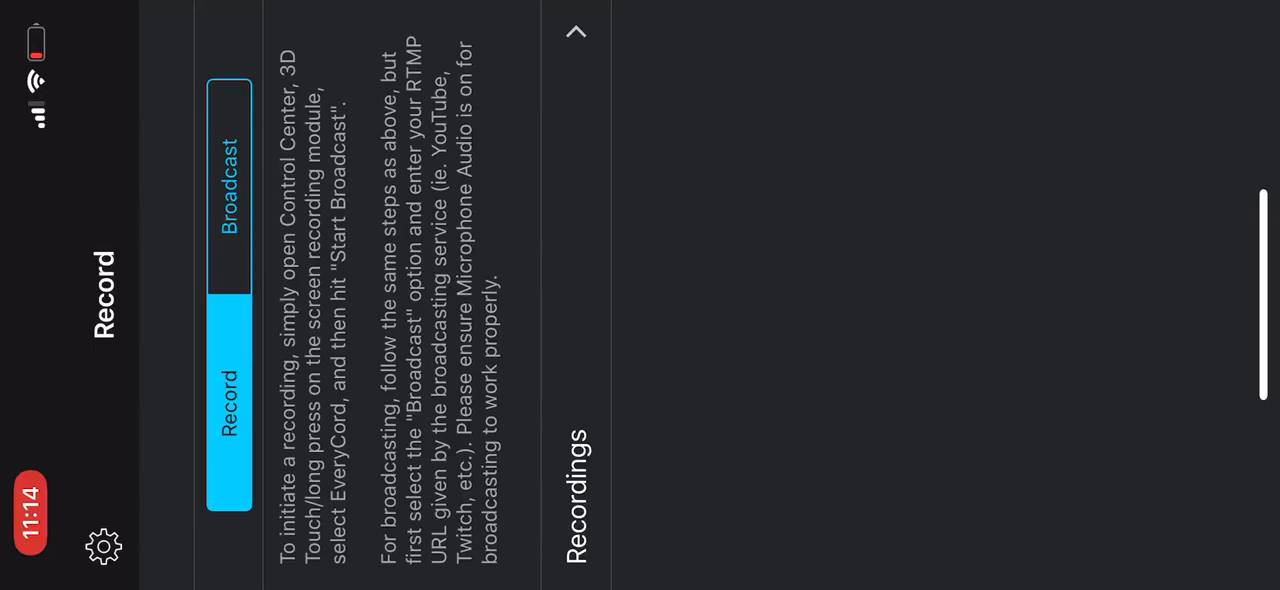 11:14
Record
Record
Broadcast
To initiate a recording, simply open Control Center, 3D
Touch/long press on the screen recording module,
select EveryCord, and then hit "Start Broadcast".
For broadcasting, follow the same steps as above, but
first select the "Broadcast" option and enter your RTMP
URL given by the broadcasting service (ie. YouTube,
Twitch, etc.). Please ensure Microphone Audio is on for
broadcasting to work properly.
Recordings